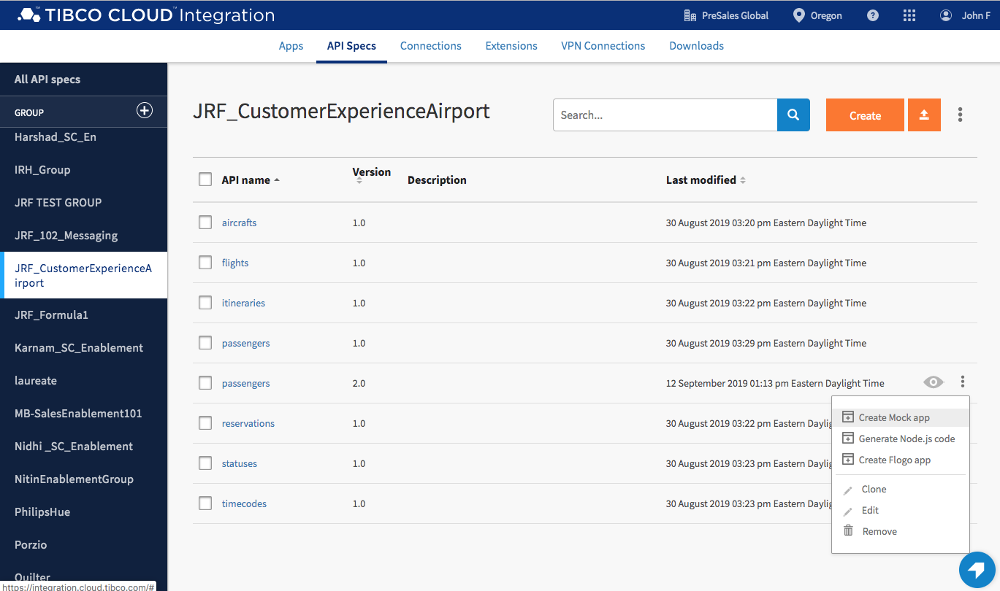 TIBCO CLOUD™ Integration
PreSales Global
Oregon
?
John F
Apps
API Specs
Connections
Extensions
VPN Connections
Downloads
All API specs
GROUP
Harshad_SC_En
IRH_Group
JRF TEST GROUP
JRF_102_Messaging
JRF_CustomerExperienceA
irport
JRF_Formula1
Karnam_SC_Enablement
laureate
MB-SalesEnablement101
Nidhi _SC_Enablement
NitinEnablementGroup
PhilipsHue
Porzio
Quilter
https://integration.cloud.tibco.com/#
JRF_CustomerExperienceAirport
Search...
Create
API name
Version
Description
Last modified
aircrafts 1.0 30 August 2019 03:20 pm Eastern Daylight Time
flights 1.0 30 August 2019 03:21 pm Eastern Daylight Time
itineraries 1.0 30 August 2019 03:22 pm Eastern Daylight Time
passengers 1.0 30 August 2019 03:29 pm Eastern Daylight Time
passengers 2.0 12 September 2019 01:13 pm Eastern Daylight Time
reservations 1.0 30 August 2019 03:22 pm Eastern Daylig
statuses 1.0 30 August 2019 03:23 pm Eastern Daylig
timecodes 1.0 30 August 2019 03:23 pm Eastern Daylig
Create Mock app
Generate Node.js code
Create Flogo app
Clone
Edit
Remove